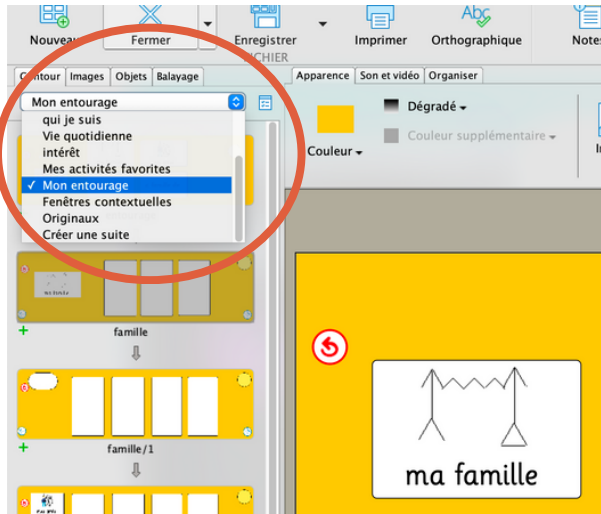 Nouveau Fermer Enregistrer Imprimer Orthographique Notes
FICHIER
Contour Images Objets Balayage
Apparence Son et vidéo Organiser
Mon entourage
qui je suis
Vie quotidienne
intérêt
Mes activités favorites
✓ Mon entourage
Fenêtres contextuelles
Originaux
Créer une suite
Dégradé
Couleur supplémentaire
Couleur
famille
famille/1
ma famille